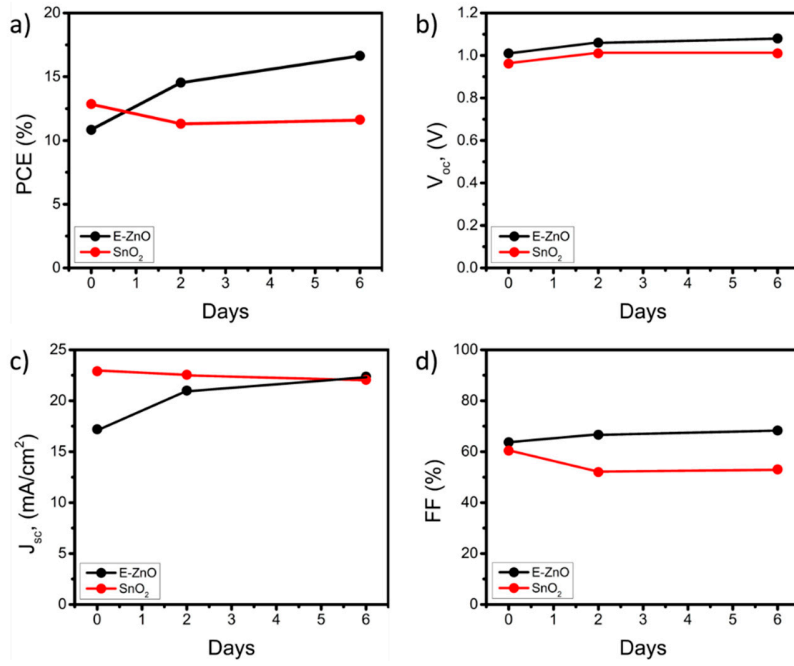 a)
20
15
10
5
0
PCE (%)
E-ZnO
SnO₂
0 1 2 3 4 5 6
Days
b)
1.2
1.0
0.8
0.6
0.4
0.2
0.0
Voc, (V)
E-ZnO
SnO₂
0 1 2 3 4 5 6
Days
c)
25
20
15
10
5
0
Jsc, (mA/cm²)
E-ZnO
SnO₂
0 1 2 3 4 5 6
Days
d)
100
80
60
40
20
0
FF (%)
E-ZnO
SnO₂
0 1 2 3 4 5 6
Days